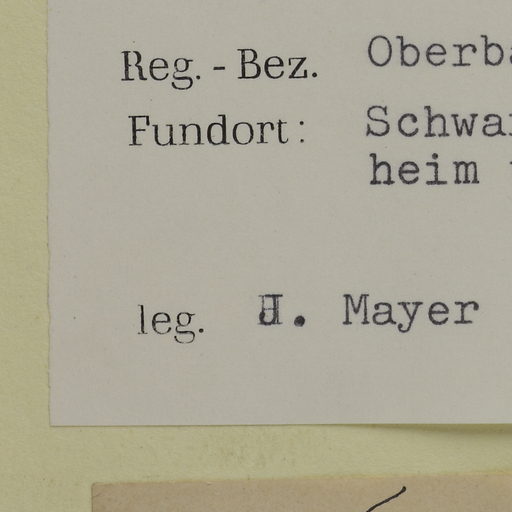 Reg.-Bez. Oberba
Fundort: Schwa
heim
leg. J. Mayer